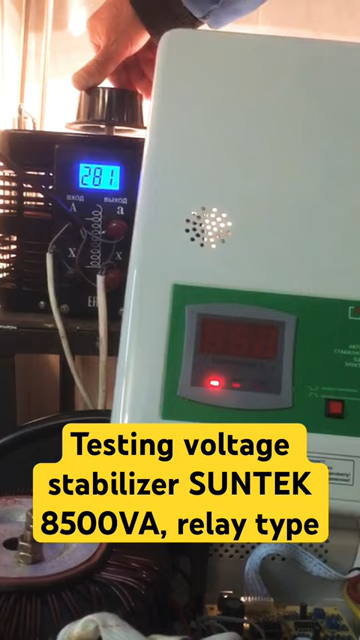 281.
ВХОД ВЫХОД
A a
X x
Testing voltage
stabilizer SUNTEK
8500VA, relay type